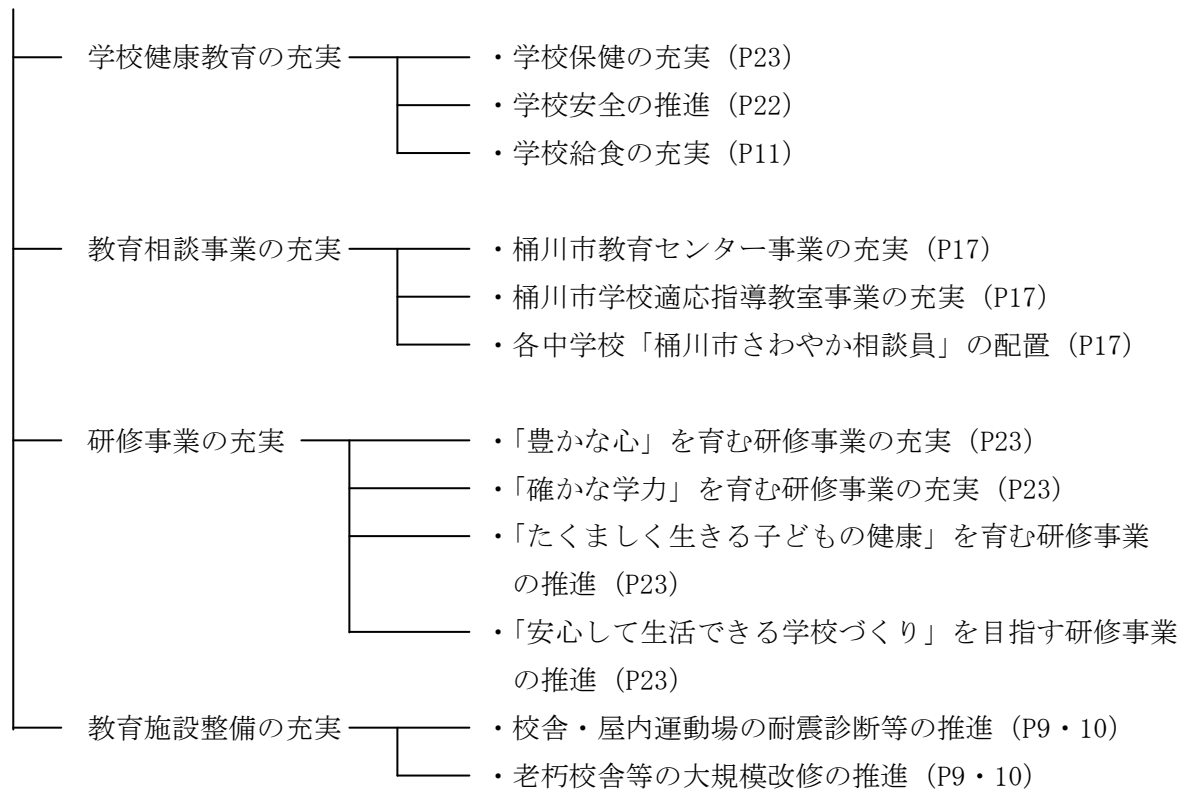 学校健康教育の充実 ・学校保健の充実（P23）
・学校安全の推進（P22）
・学校給食の充実（P11）
教育相談事業の充実 ・桶川市教育センター事業の充実（P17）
・桶川市学校適応指導教室事業の充実（P17）
・各中学校「桶川市さわやか相談員」の配置（P17）
研修事業の充実 ・「豊かな心」を育む研修事業の充実（P23）
・「確かな学力」を育む研修事業の充実（P23）
・「たくましく生きる子どもの健康」を育む研修事業
の推進（P23）
・「安心して生活できる学校づくり」を目指す研修事業
の推進（P23）
教育施設整備の充実 ・校舎・屋内運動場の耐震診断等の推進（P9・10）
・老朽校舎等の大規模改修の推進（P9・10）